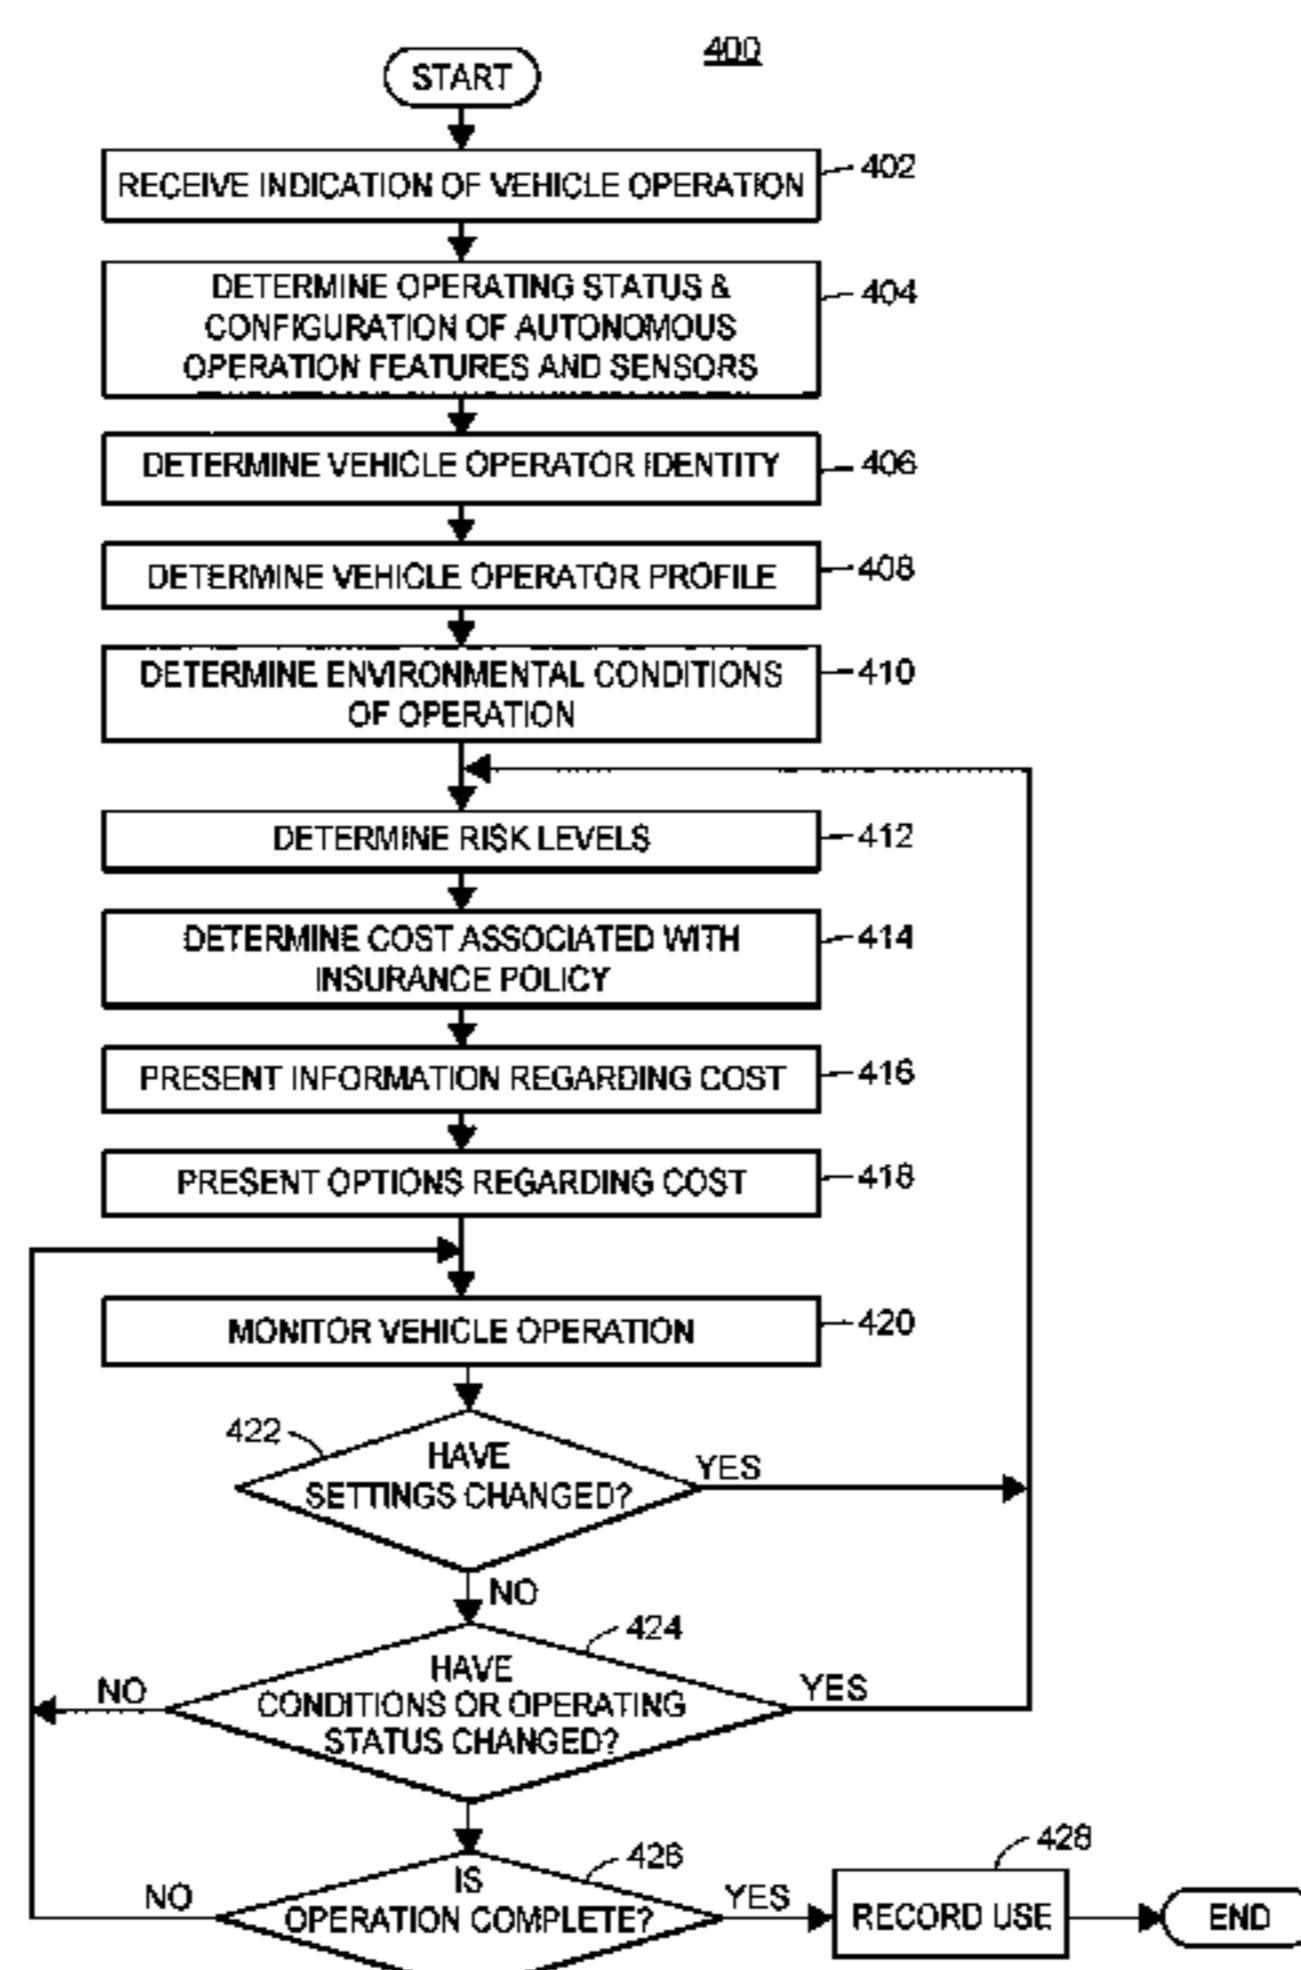 400
START
RECEIVE INDICATION OF VEHICLE OPERATION
402
DETERMINE OPERATING STATUS &
CONFIGURATION OF AUTONOMOUS
OPERATION FEATURES AND SENSORS
404
DETERMINE VEHICLE OPERATOR IDENTITY
406
DETERMINE VEHICLE OPERATOR PROFILE
408
DETERMINE ENVIRONMENTAL CONDITIONS
OF OPERATION
410
DETERMINE RISK LEVELS
412
DETERMINE COST ASSOCIATED WITH
INSURANCE POLICY
414
PRESENT INFORMATION REGARDING COST
416
PRESENT OPTIONS REGARDING COST
418
MONITOR VEHICLE OPERATION
420
422
HAVE
SETTINGS CHANGED?
YES
NO
424
HAVE
CONDITIONS OR OPERATING
STATUS CHANGED?
NO
YES
426
IS
OPERATION COMPLETE?
NO
YES
428
RECORD USE
END